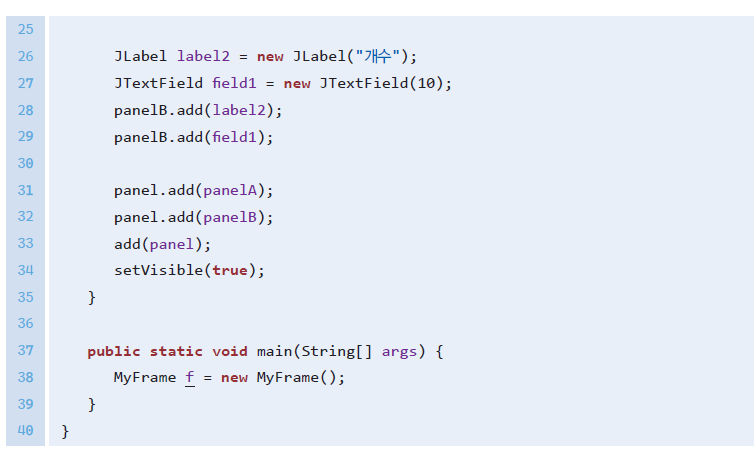 25
26 JLabel label2 = new JLabel("개수");
27 JTextField field1 = new JTextField(10);
28 panelB.add(label2);
29 panelB.add(field1);
30
31 panel.add(panelA);
32 panel.add(panelB);
33 add(panel);
34 setVisible(true);
35 }
36
37 public static void main(String[] args) {
38 MyFrame f = new MyFrame();
39 }
40 }